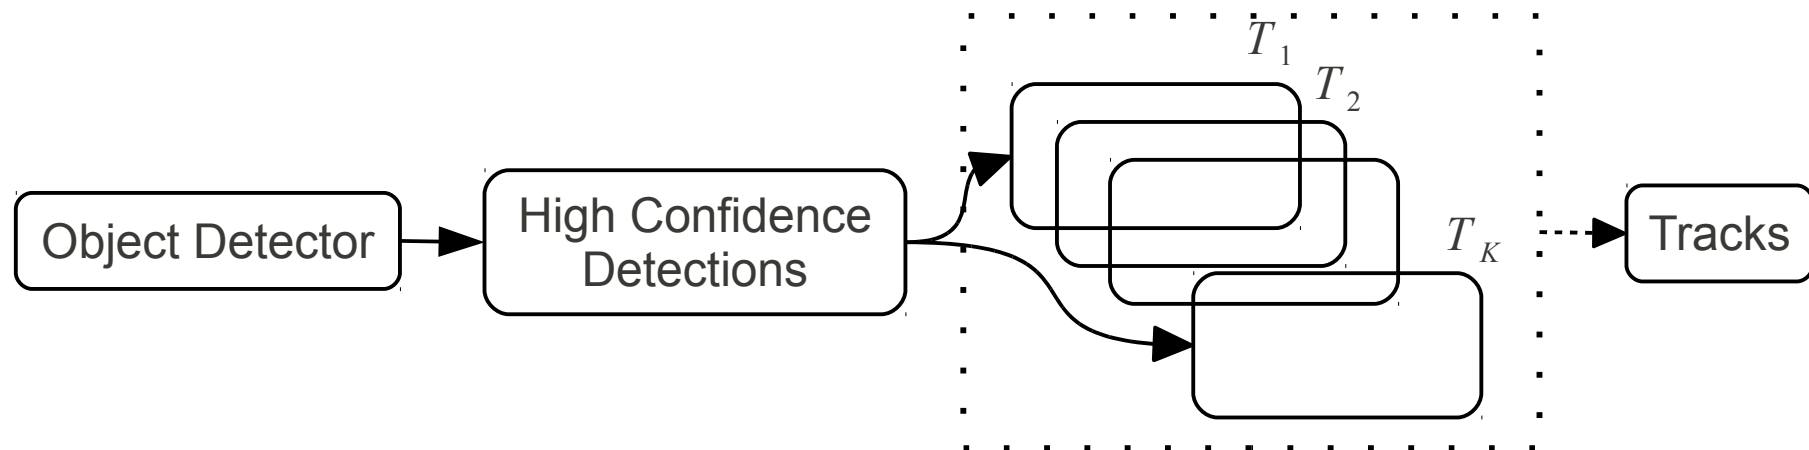 Object Detector
High Confidence
Detections
T1
T2
TK
Tracks